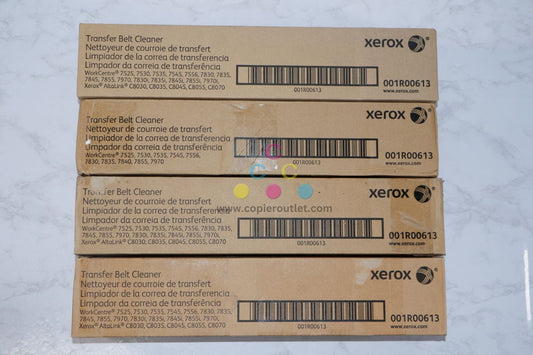 Transfer Belt Cleaner
Nettoyeur de courroie de transfert
Limpiador de la correa de transferencia
Limpador da correia de transferência
WorkCentre® 7525, 7530, 7535, 7545, 7556, 7830, 7835,
7845, 7855, 7970, 7830i, 7835i, 7845i, 7855i, 7970i
Xerox® AltaLink® C8030, C8035, C8045, C8055, C8070
001R00613
xerox
001R00613
www.xerox.com
Transfer Belt Cleaner
Nettoyeur de courroie de transfert
Limpiador de la correa de transferencia
Limpador da correia de transferência
WorkCentre® 7525, 7530, 7535, 7545, 7556,
7830, 7835, 7840, 7855, 7970
001R00613
xerox
001R00613
www.xerox.com
Transfer Belt Cleaner
Nettoyeur de courroie de transfert
Limpiador de la correa de transferencia
Limpador da correia de transferência
WorkCentre® 7525, 7530, 7535, 7545, 7556, 7830, 7835,
7845, 7855, 7970, 7830i, 7835i, 7845i, 7855i, 7970i,
Xerox® AltaLink® C8030, C8035, C8045, C8055, C8070
001R00613
xerox
001R00613
www.xerox.com
www.copieroutlet.com
Transfer Belt Cleaner
Nettoyeur de courroie de transfert
Limpiador de la correa de transferencia
Limpador da correia de transferência
WorkCentre® 7525, 7530, 7535, 7545, 7556, 7830, 7835,
7845, 7855, 7970, 7830i, 7835i, 7845i, 7855i, 7970i,
Xerox® AltaLink® C8030, C8035, C8045, C8055, C8070
001R00613
xerox
001R00613
www.xerox.com